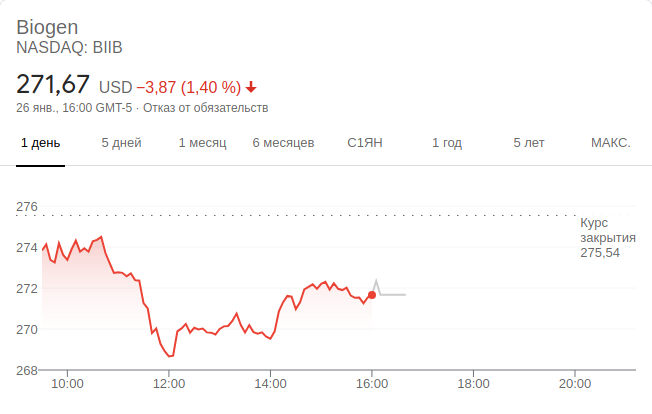 Biogen
NASDAQ: BIIB
271,67 USD −3,87 (1,40 %)
26 янв., 16:00 GMT-5 · Отказ от обязательств
1 день 5 дней 1 месяц 6 месяцев С1ЯН 1 год 5 лет МАКС.
276
Курс
закрытия
275,54
274
272
270
268
10:00 12:00 14:00 16:00 18:00 20:00